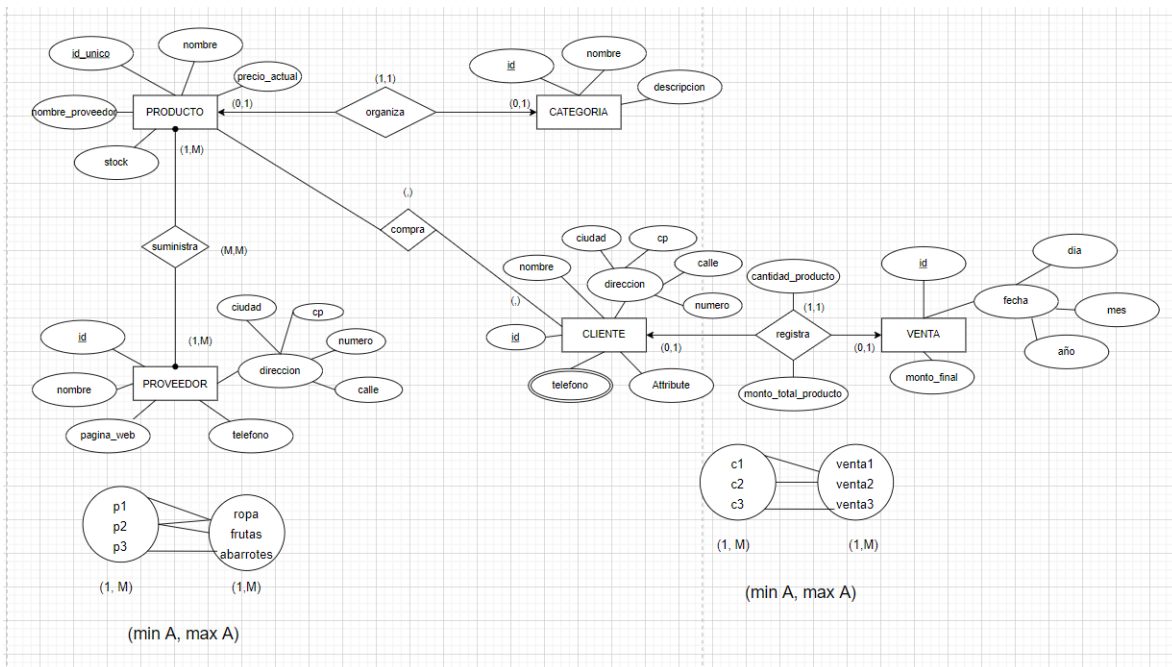 id_unico
nombre
precio_actual
nombre_proveedor
PRODUCTO
stock
(0,1)
(1,1)
organiza
(0,1)
id
nombre
descripcion
CATEGORIA
(1,M)
suministra
(M,M)
(1,M)
(,)
compra
(,)
id
nombre
pagina_web
telefono
PROVEEDOR
direccion
ciudad
cp
numero
calle
nombre
id
CLIENTE
telefono
Attribute
direccion
ciudad
cp
calle
numero
(0,1)
cantidad_producto
(1,1)
registra
monto_total_producto
(0,1)
id
VENTA
monto_final
fecha
dia
mes
año
p1
p2
p3
ropa
frutas
abarrotes
(1, M)
(1,M)
(min A, max A)
c1
c2
c3
venta1
venta2
venta3
(1, M)
(1,M)
(min A, max A)